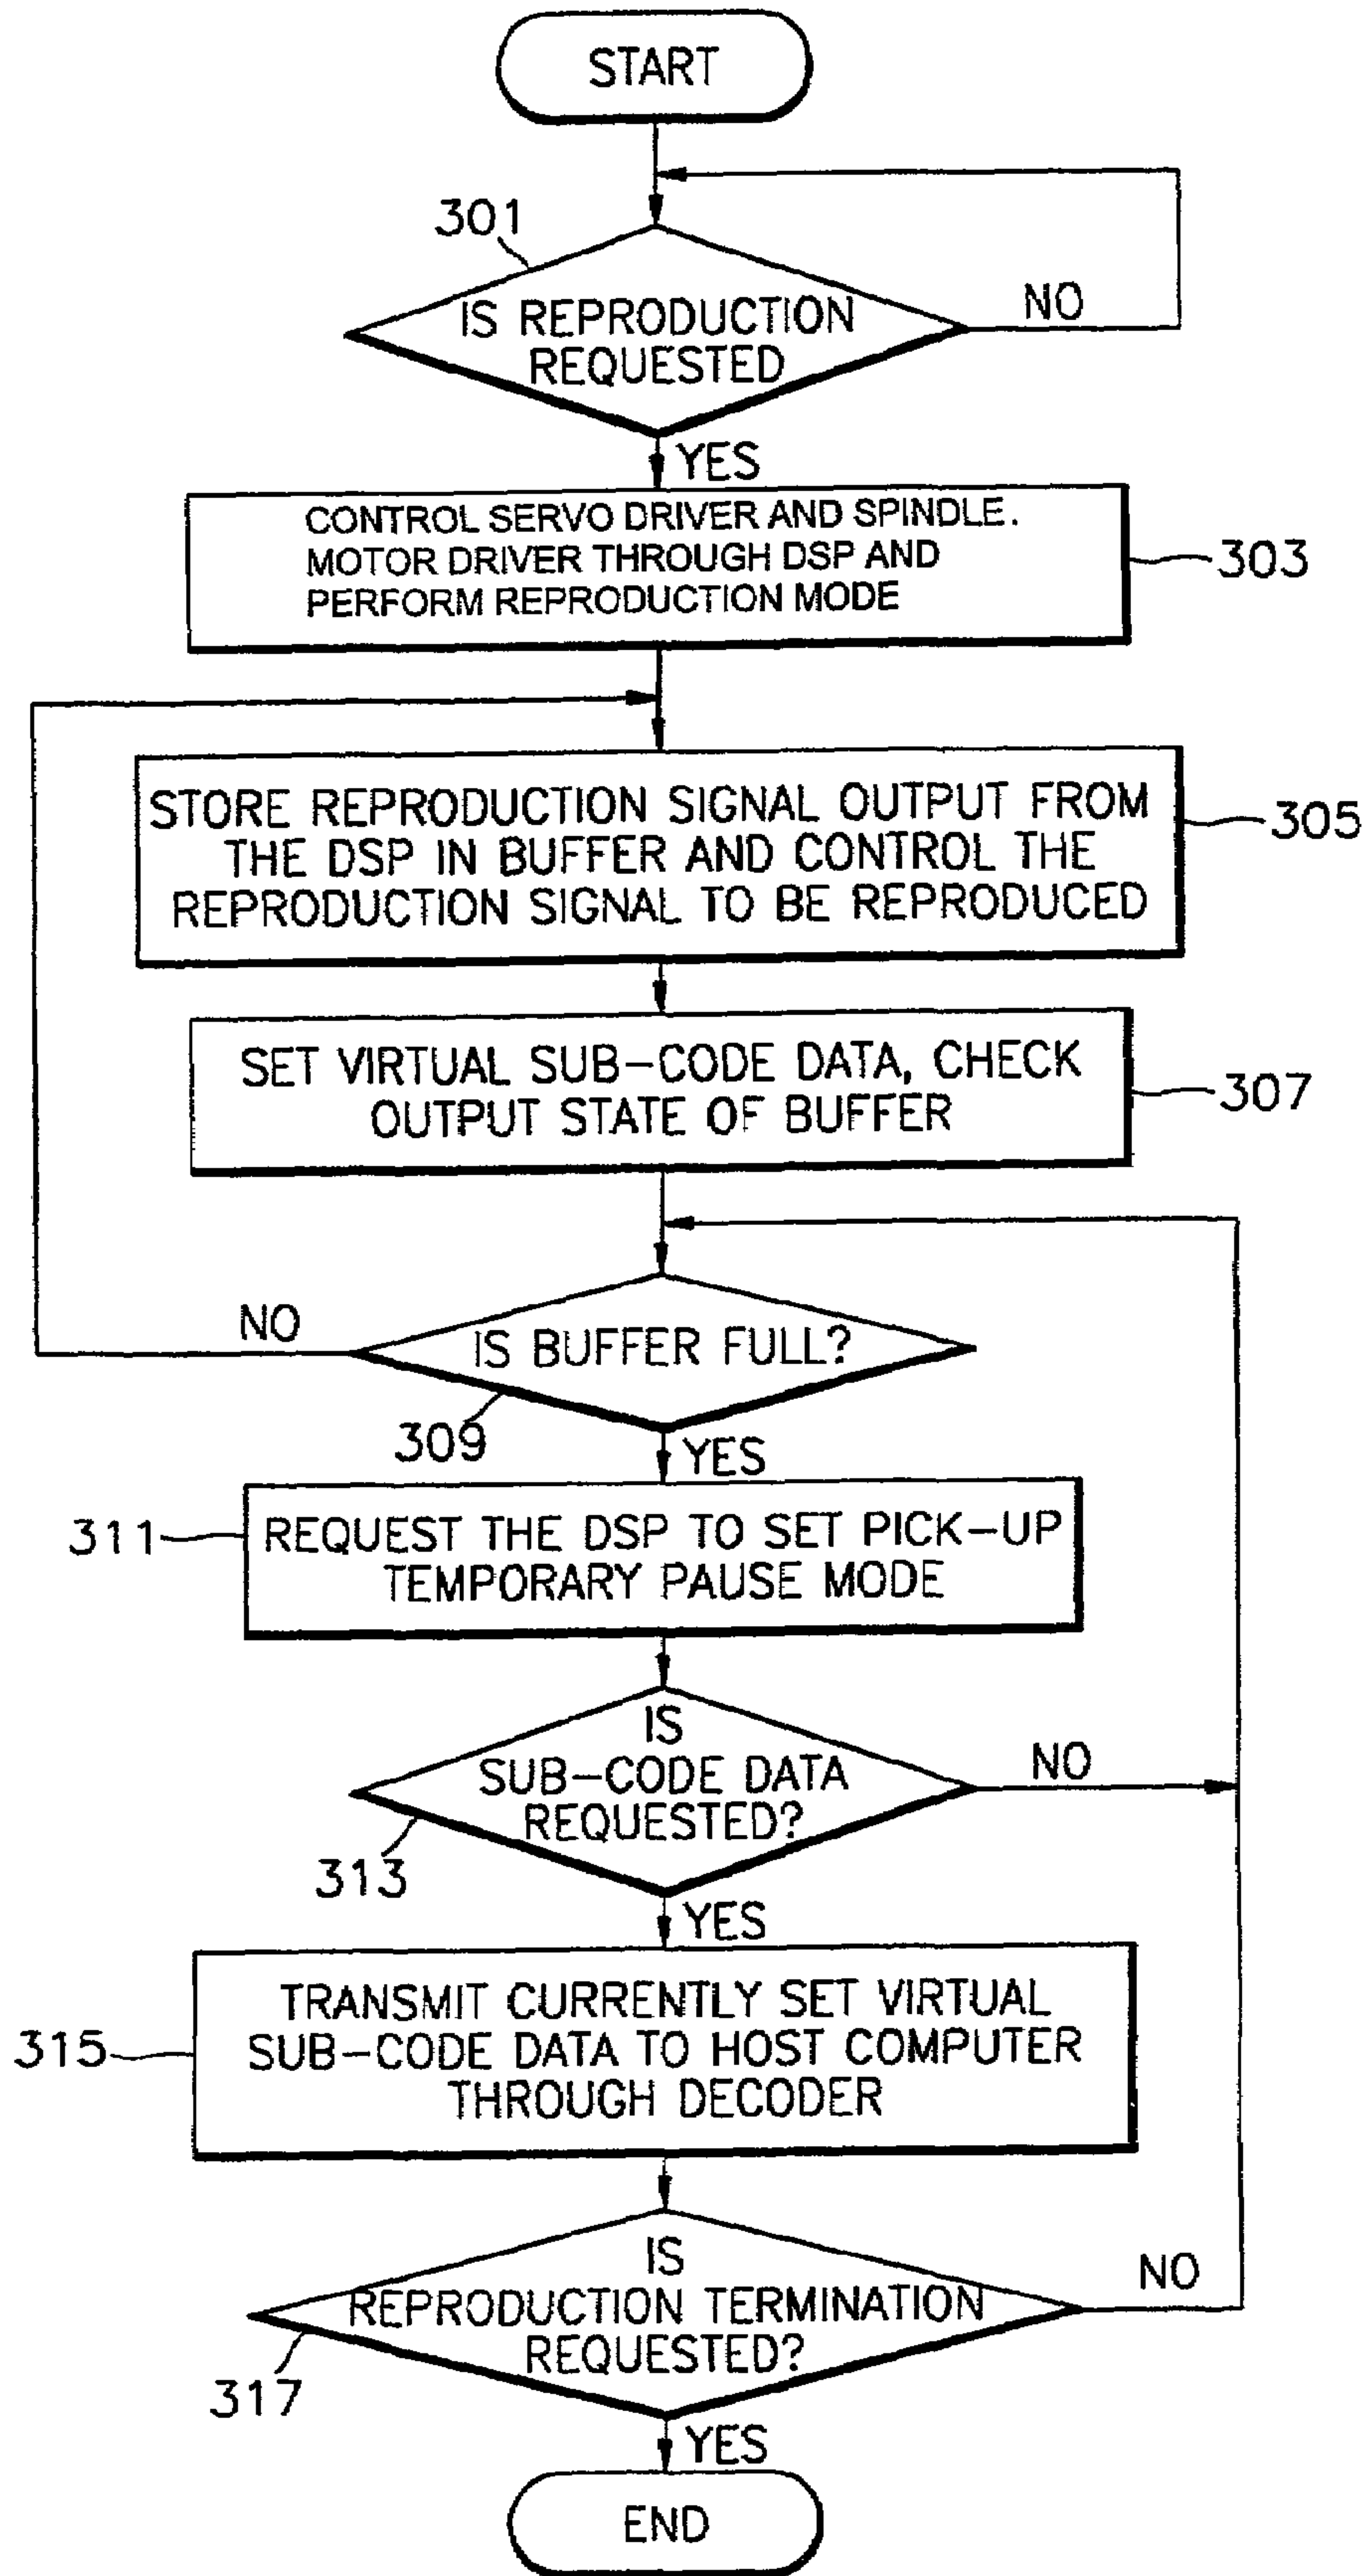 START
301
IS REPRODUCTION
REQUESTED
NO
YES
CONTROL SERVO DRIVER AND SPINDLE.
MOTOR DRIVER THROUGH DSP AND
PERFORM REPRODUCTION MODE
303
STORE REPRODUCTION SIGNAL OUTPUT FROM
THE DSP IN BUFFER AND CONTROL THE
REPRODUCTION SIGNAL TO BE REPRODUCED
305
SET VIRTUAL SUB-CODE DATA, CHECK
OUTPUT STATE OF BUFFER
307
NO
IS BUFFER FULL?
309
YES
311
REQUEST THE DSP TO SET PICK-UP
TEMPORARY PAUSE MODE
IS
SUB-CODE DATA
REQUESTED?
NO
313
YES
TRANSMIT CURRENTLY SET VIRTUAL
SUB-CODE DATA TO HOST COMPUTER
THROUGH DECODER
315
IS
REPRODUCTION TERMINATION
REQUESTED?
NO
317
YES
END